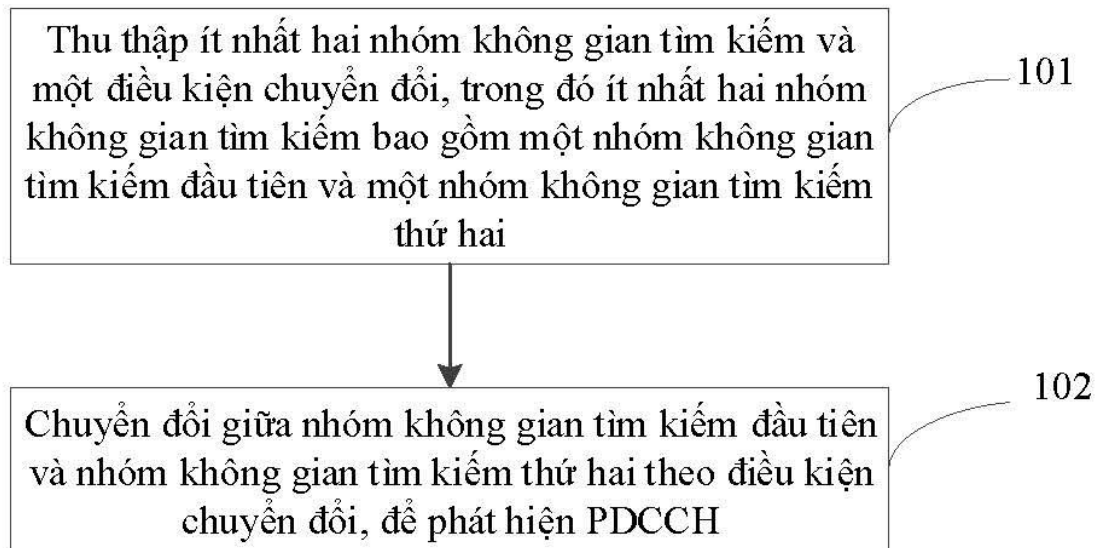 Thu thập ít nhất hai nhóm không gian tìm kiếm và
một điều kiện chuyển đổi, trong đó ít nhất hai nhóm
không gian tìm kiếm bao gồm một nhóm không gian
tìm kiếm đầu tiên và một nhóm không gian tìm kiếm
thứ hai
101
Chuyển đổi giữa nhóm không gian tìm kiếm đầu tiên
và nhóm không gian tìm kiếm thứ hai theo điều kiện
chuyển đổi, để phát hiện PDCCH
102